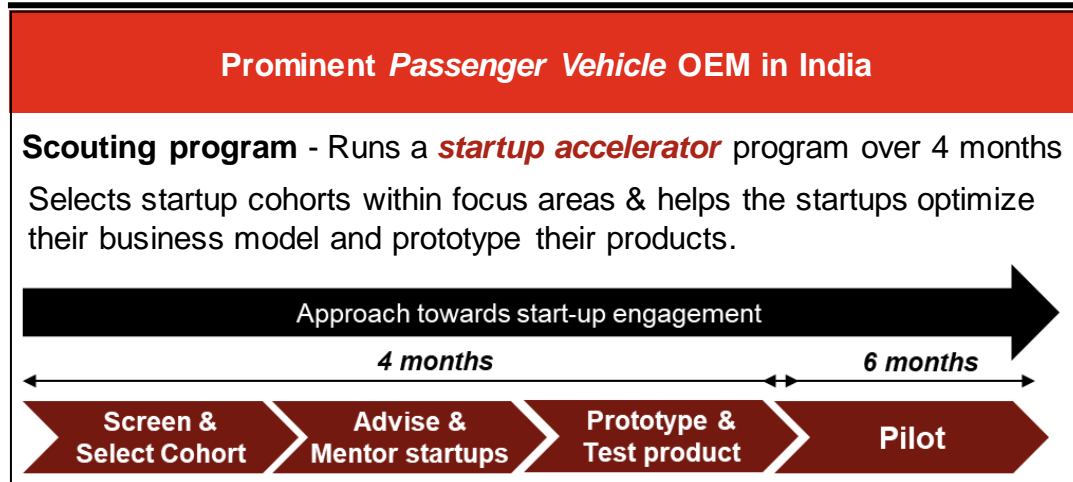 Prominent Passenger Vehicle OEM in India
Scouting program - Runs a startup accelerator program over 4 months
Selects startup cohorts within focus areas & helps the startups optimize
their business model and prototype their products.
Approach towards start-up engagement
4 months
6 months
Screen &
Select Cohort
Advise &
Mentor startups
Prototype &
Test product
Pilot